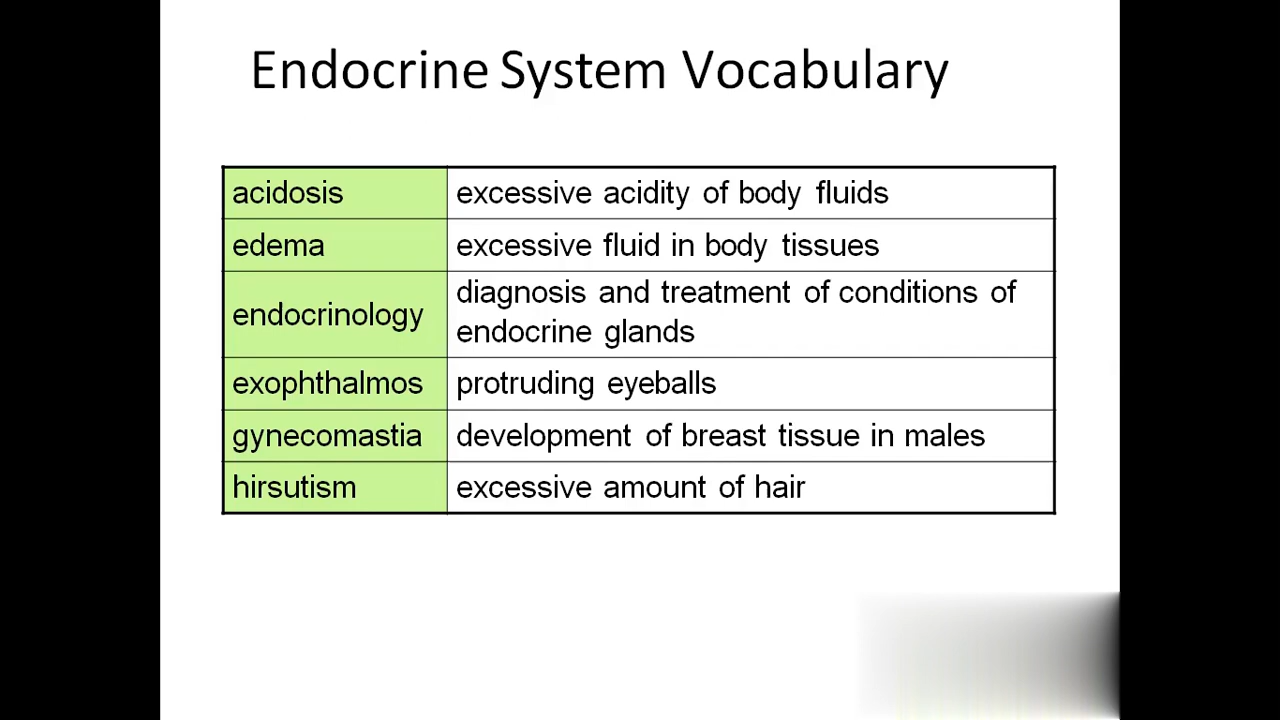 Endocrine System Vocabulary
acidosis excessive acidity of body fluids
edema excessive fluid in body tissues
endocrinology diagnosis and treatment of conditions of
endocrine glands
exophthalmos protruding eyeballs
gynecomastia development of breast tissue in males
hirsutism excessive amount of hair